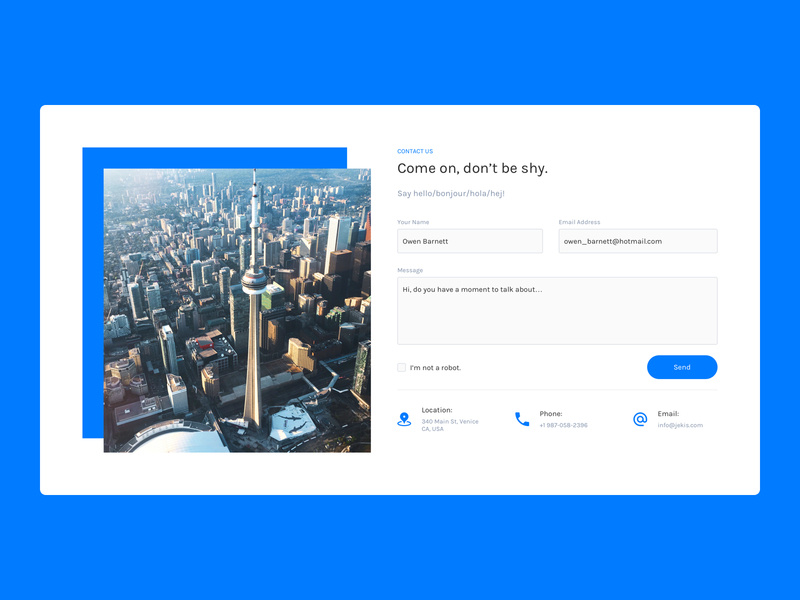 CONTACT US
Come on, don't be shy.
Say hello/bonjour/hola/hej!
Your Name
Email Address
Owen Barnett
owen_barnett@hotmail.com
Message
Hi, do you have a moment to talk about...
I'm not a robot.
Send
Location:
340 Main St, Venice
CA, USA
Phone:
+1 987-058-2396
Email:
info@jekis.com